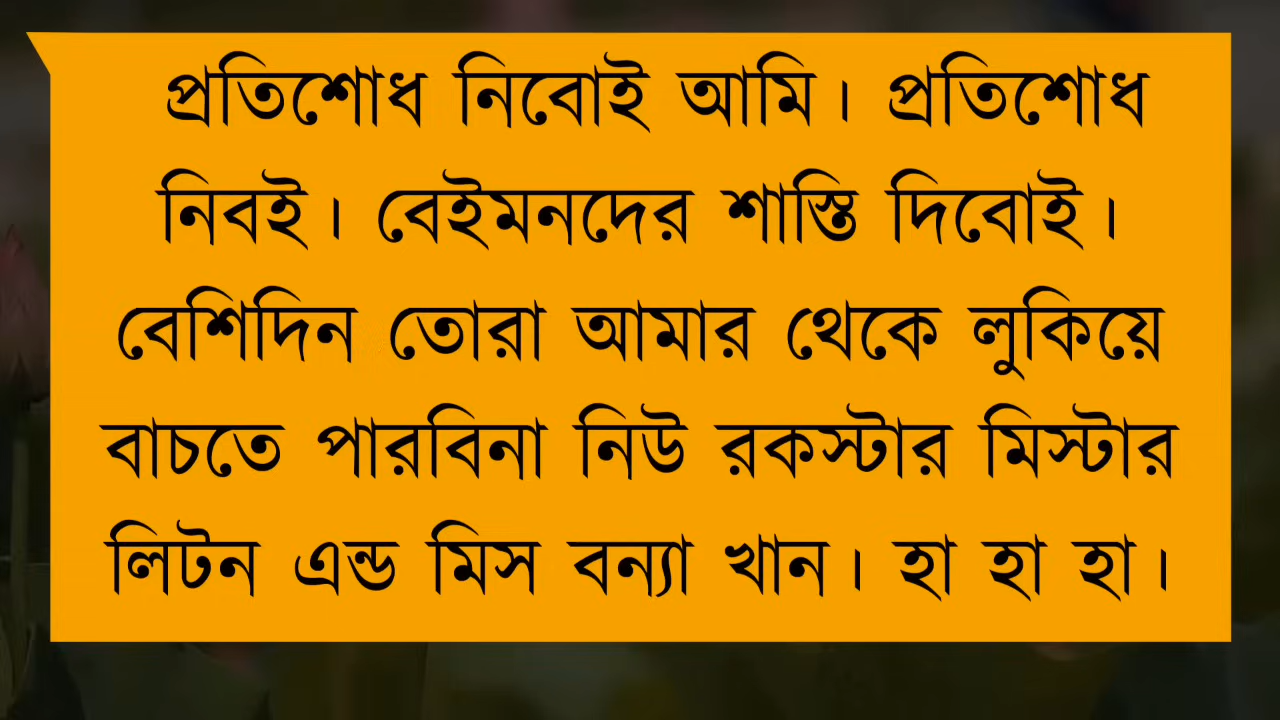 প্রতিশোধ নিবোই আমি। প্রতিশোধ
নিবই। বেইমনদের শাস্তি দিবোই।
বেশিদিন তোরা আমার থেকে লুকিয়ে
বাচতে পারবিনা নিউ রকস্টার মিস্টার
লিটন এন্ড মিস বন্যা খান। হা হা হা।